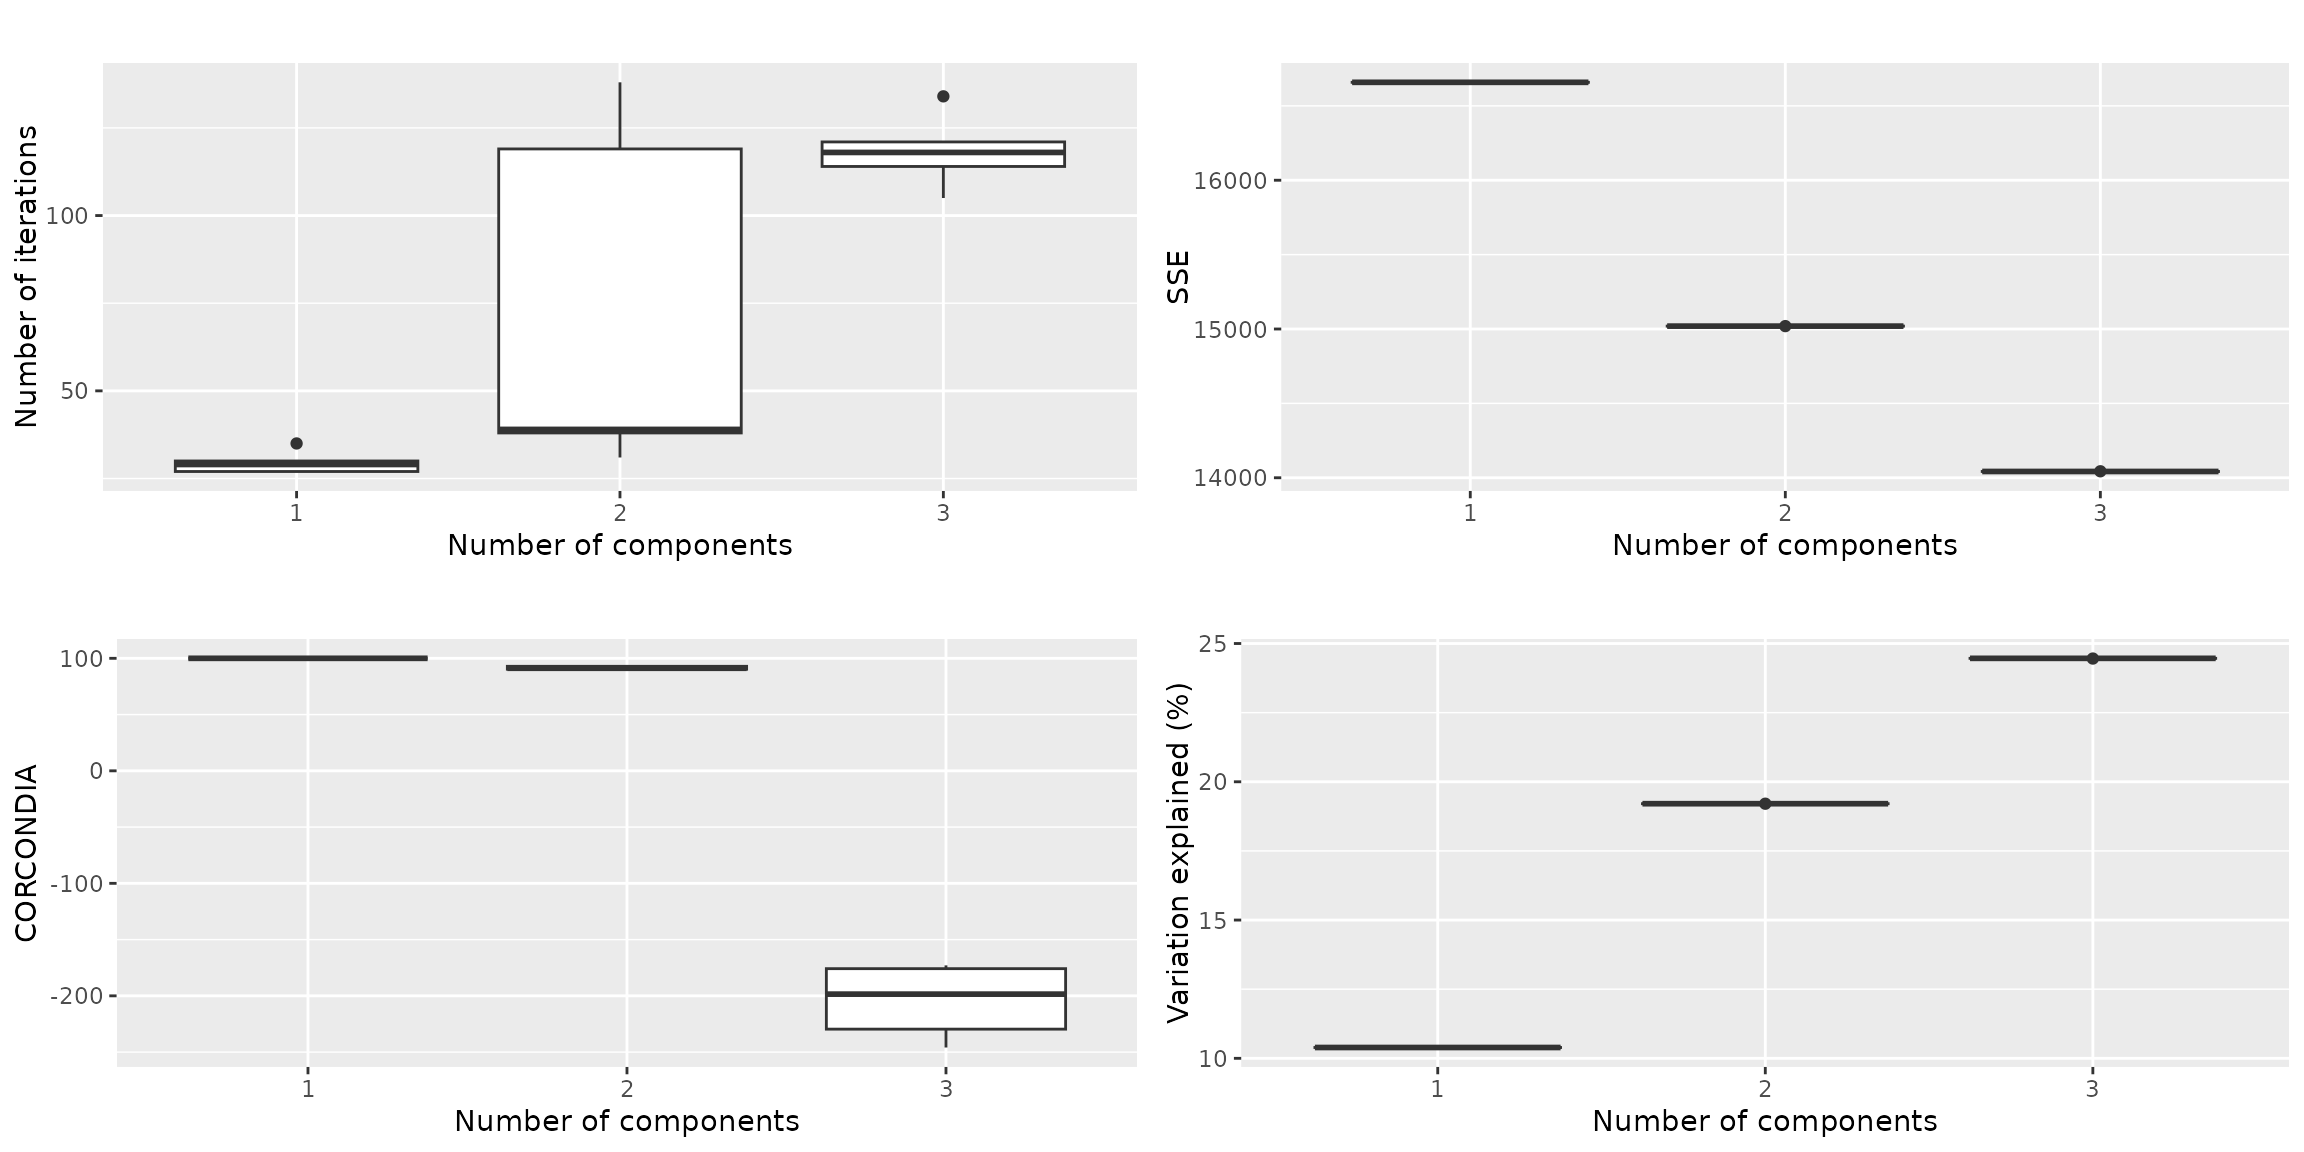 Number of iterations
100
50
1 2 3
Number of components
SSE
16000
15000
14000
1 2 3
Number of components
CORCONDIA
100
0
-100
-200
1 2 3
Number of components
Variation explained (%)
25
20
15
10
1 2 3
Number of components